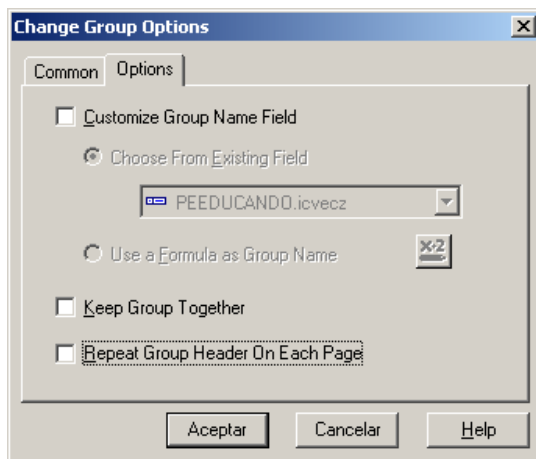 Change Group Options
Common Options
Customize Group Name Field
Choose From Existing Field
PEEDUCANDO.icvecz
Use a Formula as Group Name
X+2
Keep Group Together
Repeat Group Header On Each Page
Aceptar Cancelar Help